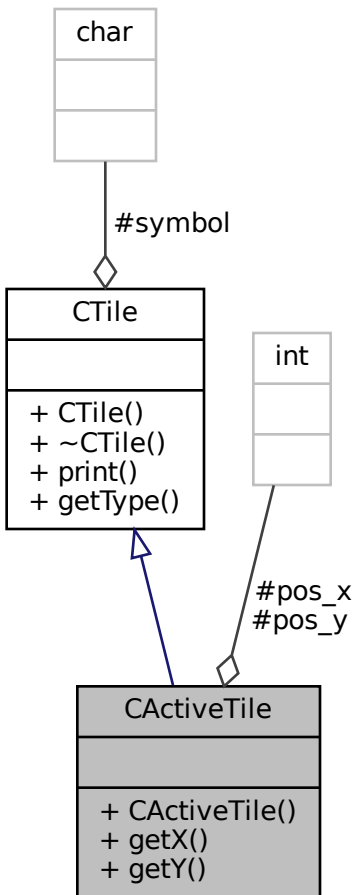 char
#symbol
CTile
+ CTile()
+ ~CTile()
+ print()
+ getType()
int
#pos_x
#pos_y
CActiveTile
+ CActiveTile()
+ getX()
+ getY()